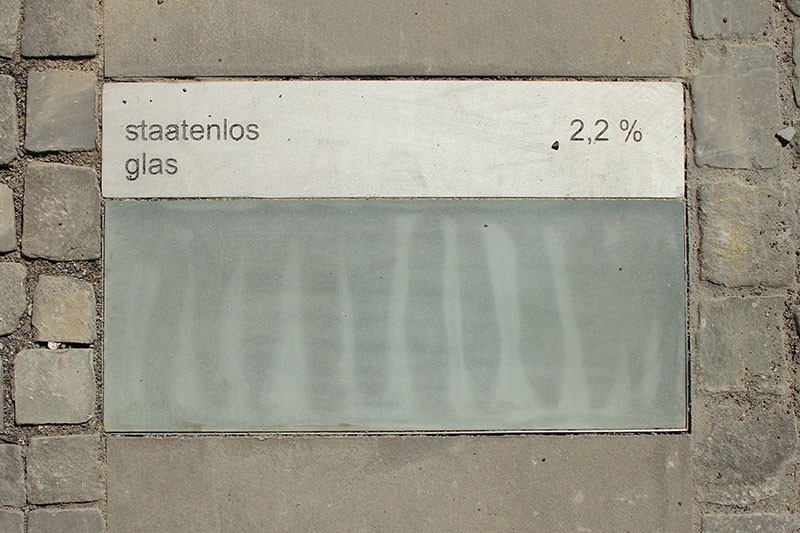 staatenlos 2,2 %
glas